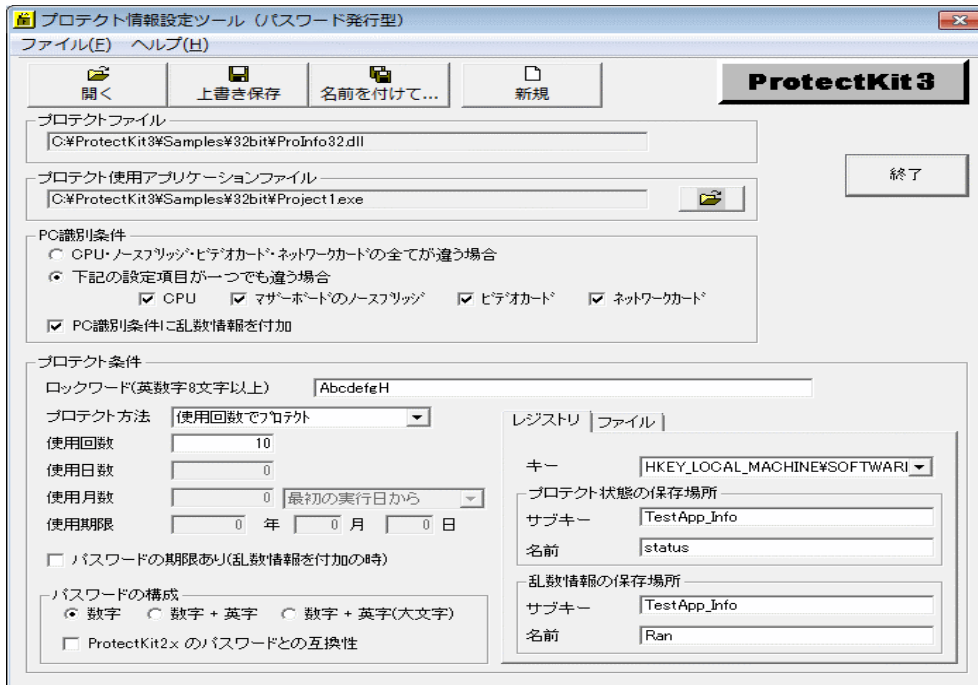 プロテクト情報設定ツール（パスワード発行型）
ファイル(F) ヘルプ(H)
開く 上書き保存 名前を付けて... 新規 ProtectKit3
プロテクトファイル
C:¥ProtectKit3¥Samples¥32bit¥ProInfo32.dll
終了
プロテクト使用アプリケーションファイル
C:¥ProtectKit3¥Samples¥32bit¥Project1.exe
PC識別条件
CPU･ﾉｰｽﾌﾞﾘｯｼﾞ･ﾋﾞﾃﾞｵｶｰﾄﾞ･ﾈｯﾄﾜｰｸｶｰﾄﾞの全てが違う場合
下記の設定項目が一つでも違う場合
CPU ﾏｻﾞｰﾎﾞｰﾄﾞのﾉｰｽﾌﾞﾘｯｼﾞ ﾋﾞﾃﾞｵｶｰﾄﾞ ﾈｯﾄﾜｰｸｶｰﾄﾞ
PC識別条件に乱数情報を付加
プロテクト条件
ロックワード(英数字8文字以上) AbcdefgH
プロテクト方法 使用回数でﾌﾟﾛﾃｸﾄ
使用回数 10
使用日数 0
使用月数 0 最初の実行日から
使用期限 0 年 0 月 0 日
パスワードの期限あり(乱数情報を付加の時)
パスワードの構成
数字 数字 + 英字 数字 + 英字(大文字)
ProtectKit2x のパスワードとの互換性
レジストリ ファイル
キー HKEY_LOCAL_MACHINE¥SOFTWARI
プロテクト状態の保存場所
サブキー TestApp_Info
名前 status
乱数情報の保存場所
サブキー TestApp_Info
名前 Ran